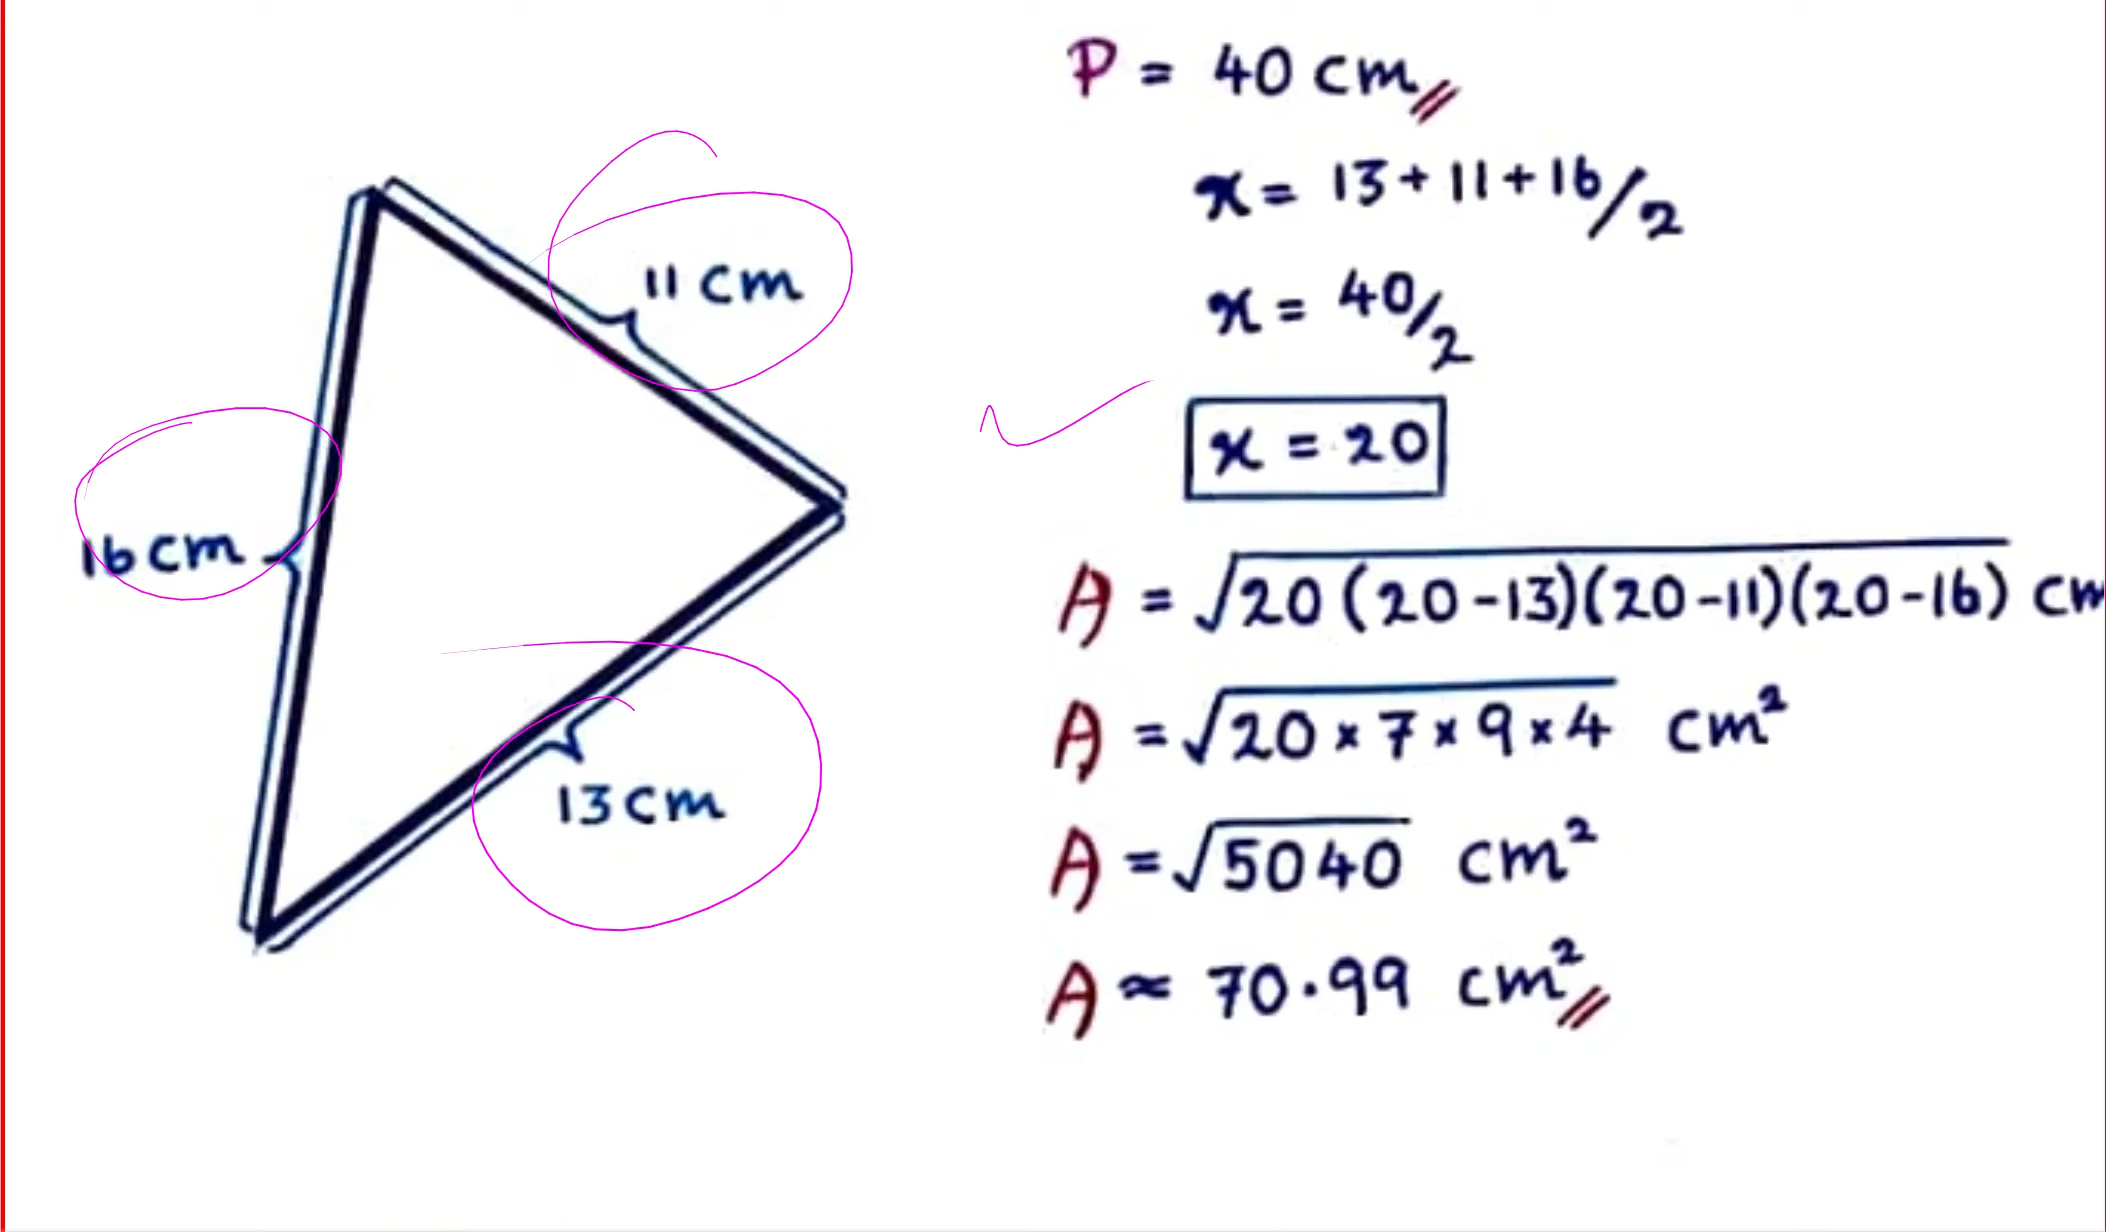 P = 40 cm
x = 13 + 11 + 16/2
x = 40/2
x = 20
11 cm
16 cm
13 cm
A = √20 (20 -13)(20 -11)(20 -16) cm
A = √20 × 7 × 9 × 4 cm²
A = √5040 cm²
A ≈ 70.99 cm²